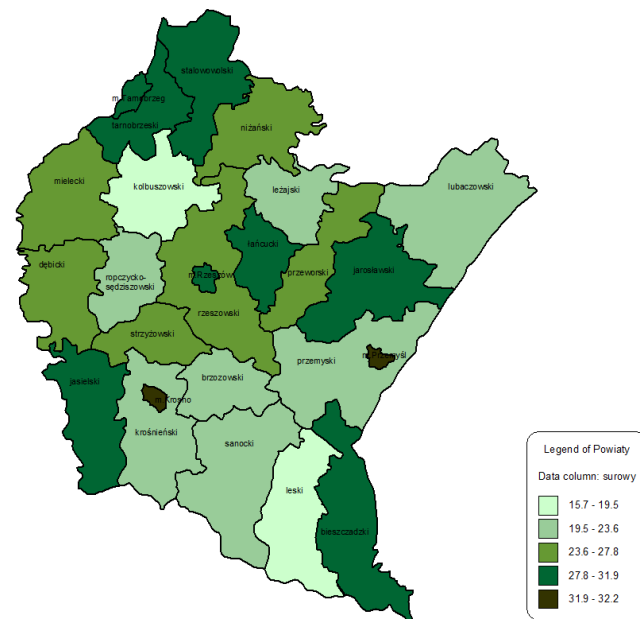 stalowowolski
m.Tarnobrzeg
tarnobrzeski
niżański
mielecki
kolbuszowski
leżajski
lubaczowski
dębicki
ropczycko-
sędziszowski
m.Rzeszów
łańcucki
przeworski
jarosławski
rzeszowski
strzyżowski
przemyski
m.Przemyśl
jasielski
brzozowski
m.Krosno
krośnieński
sanocki
leski
bieszczadzki
Legend of Powiaty
Data column: surowy
15.7 - 19.5
19.5 - 23.6
23.6 - 27.8
27.8 - 31.9
31.9 - 32.2